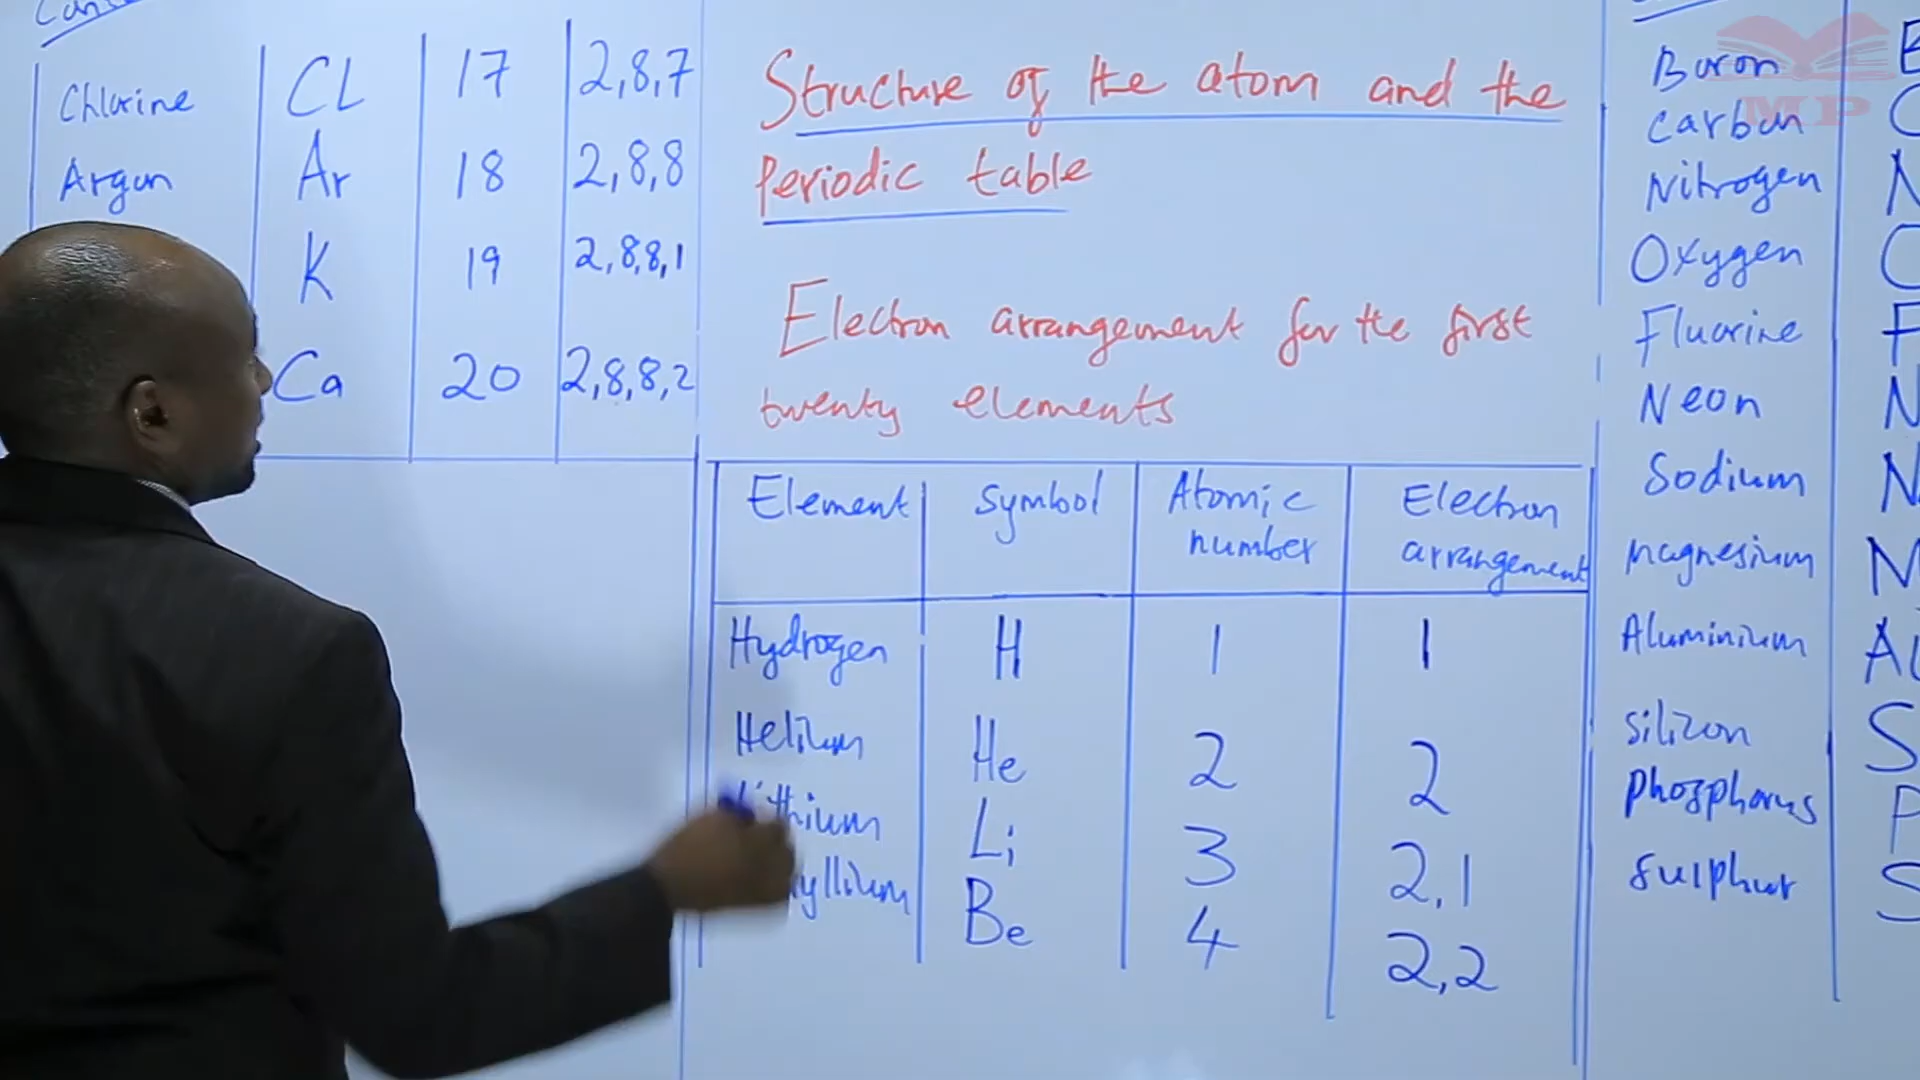 Chlorine CL 17 2,8,7
Argon Ar 18 2,8,8
K 19 2,8,8,1
Ca 20 2,8,8,2
Structure of the atom and the
Periodic table
Electron arrangement for the first
twenty elements
Element Symbol Atomic number Electron arrangement
Hydrogen H 1 1
Helium He 2 2
Li 3 2,1
Be 4 2,2
Boron
Carbon
Nitrogen
Oxygen
Fluorine
Neon
Sodium
Magnesium
Aluminium
Silizon
Phosphorus
Sulphur
MP